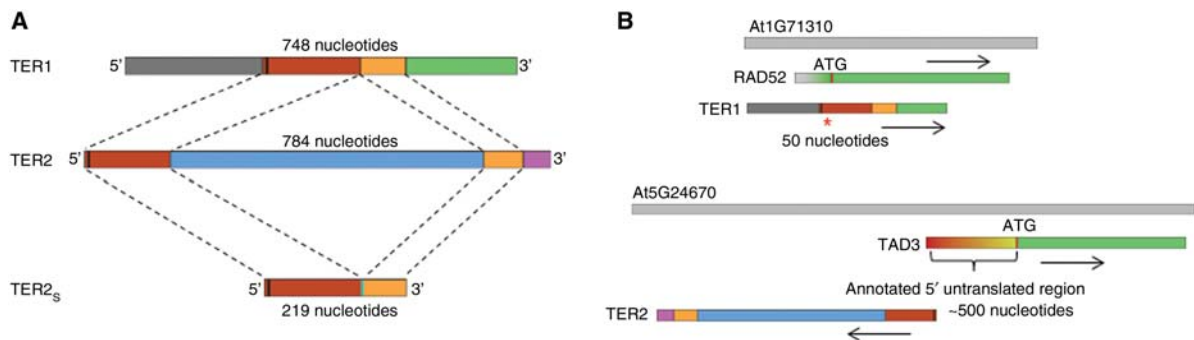 A
748 nucleotides
TER1 5′ 3′
784 nucleotides
TER2 5′ 3′
TER2S 5′ 3′
219 nucleotides
B
At1G71310
ATG
RAD52
TER1
*
50 nucleotides
At5G24670
ATG
TAD3
Annotated 5′ untranslated region
~500 nucleotides
TER2